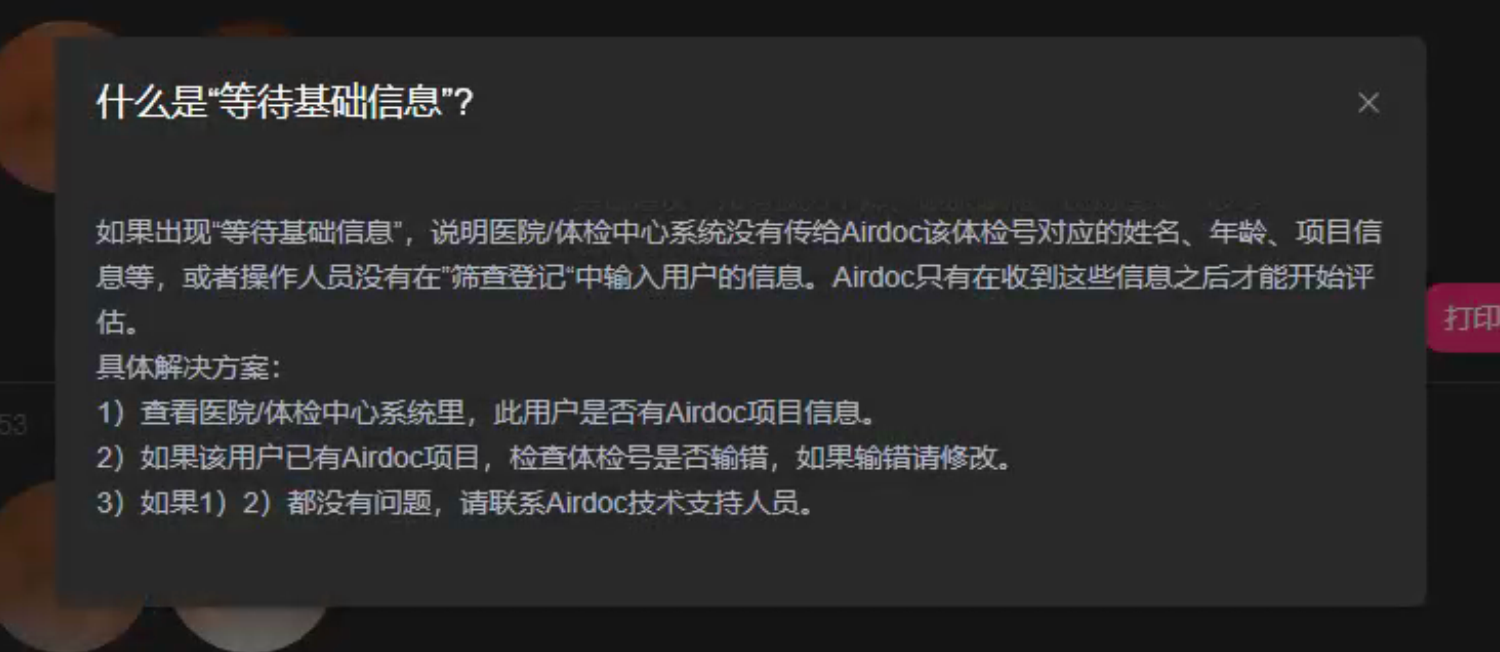 什么是“等待基础信息”?
如果出现“等待基础信息”，说明医院/体检中心系统没有传给Airdoc该体检号对应的姓名、年龄、项目信
息等，或者操作人员没有在”筛查登记“中输入用户的信息。Airdoc只有在收到这些信息之后才能开始评
估。
打印
具体解决方案：
1）查看医院/体检中心系统里，此用户是否有Airdoc项目信息。
53
2）如果该用户已有Airdoc项目，检查体检号是否输错，如果输错请修改。
3）如果1）2）都没有问题，请联系Airdoc技术支持人员。